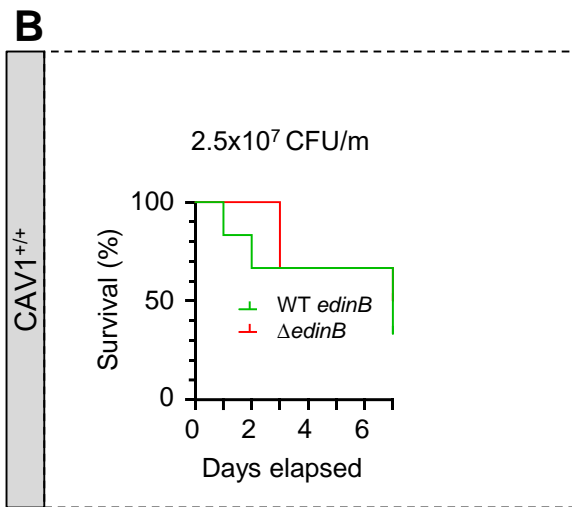 B
CAV1+/+
2.5x10⁷ CFU/m
Survival (%)
100
50
0
WT edinB
ΔedinB
0 2 4 6
Days elapsed